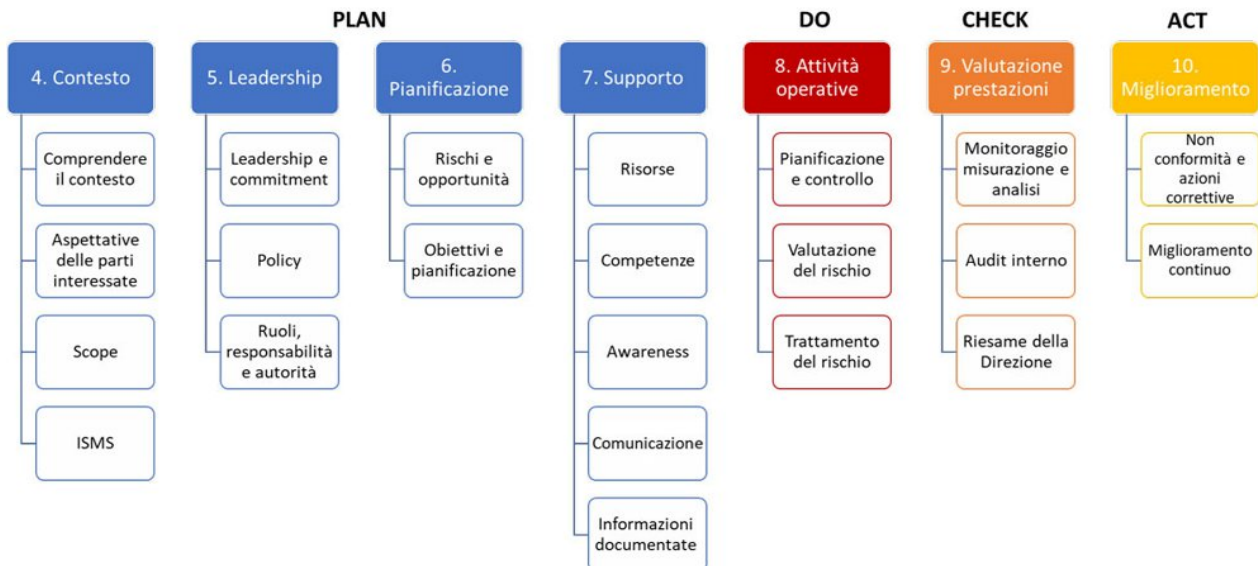 PLAN
DO
CHECK
ACT
4. Contesto
5. Leadership
6.
Pianificazione
7. Supporto
8. Attività
operative
9. Valutazione
prestazioni
10.
Miglioramento
Comprendere
il contesto
Aspettative
delle parti
interessate
Scope
ISMS
Leadership e
commitment
Policy
Ruoli,
responsabilità
e autorità
Rischi e
opportunità
Obiettivi e
pianificazione
Risorse
Competenze
Awareness
Comunicazione
Informazioni
documentate
Pianificazione
e controllo
Valutazione
del rischio
Trattamento
del rischio
Monitoraggio
misurazione e
analisi
Audit interno
Riesame della
Direzione
Non
conformità e
azioni
correttive
Miglioramento
continuo